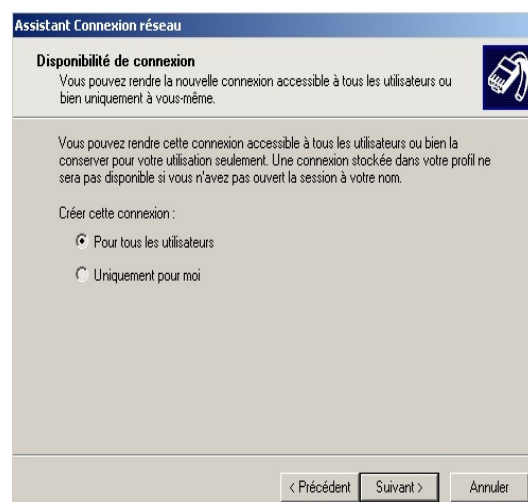 Assistant Connexion réseau
Disponibilité de connexion
Vous pouvez rendre la nouvelle connexion accessible à tous les utilisateurs ou
bien uniquement à vous-même.
Vous pouvez rendre cette connexion accessible à tous les utilisateurs ou bien la
conserver pour votre utilisation seulement. Une connexion stockée dans votre profil ne
sera pas disponible si vous n'avez pas ouvert la session à votre nom.
Créer cette connexion :
Pour tous les utilisateurs
Uniquement pour moi
< Précédent Suivant > Annuler